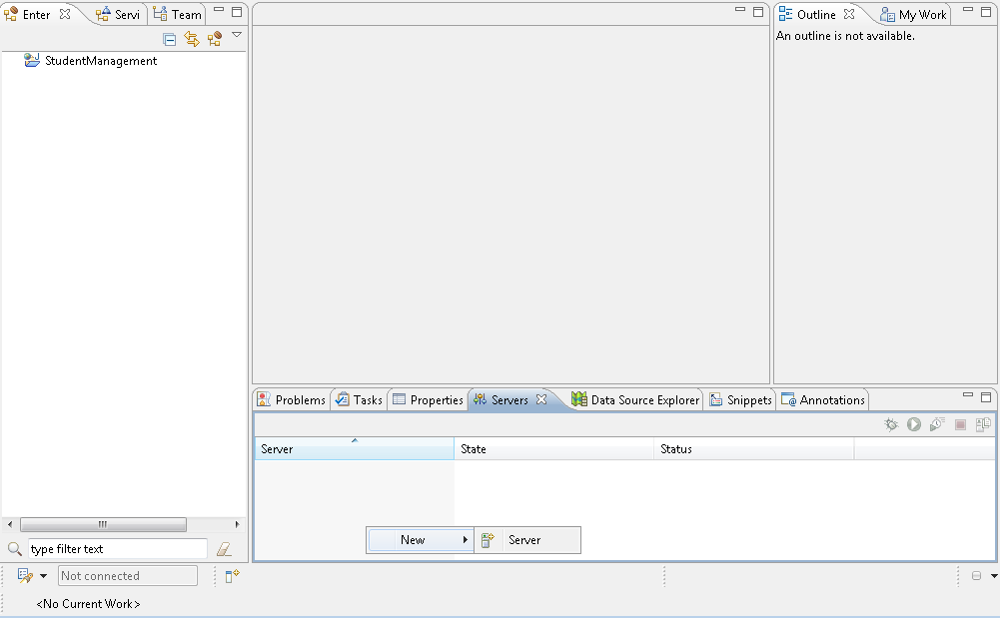 Enter Servi Team
StudentManagement
type filter text
Not connected
<No Current Work>
Outline My Work
An outline is not available.
Problems Tasks Properties Servers Data Source Explorer Snippets Annotations
Server State Status
New Server